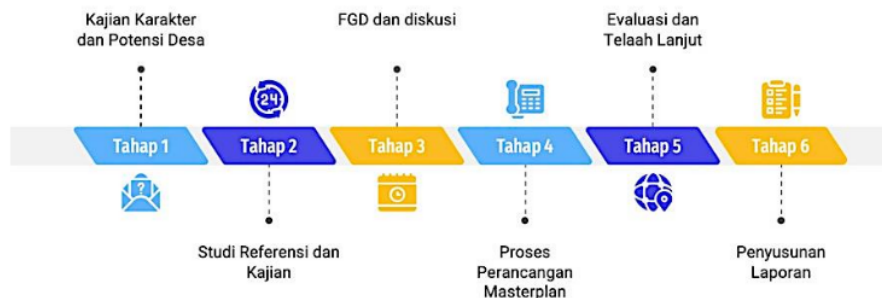 Kajian Karakter
dan Potensi Desa
FGD dan diskusi
Evaluasi dan
Telaah Lanjut
24
Tahap 1
Tahap 2
Tahap 3
Tahap 4
Tahap 5
Tahap 6
?
Studi Referensi dan
Kajian
Proses
Perancangan
Masterplan
Penyusunan
Laporan